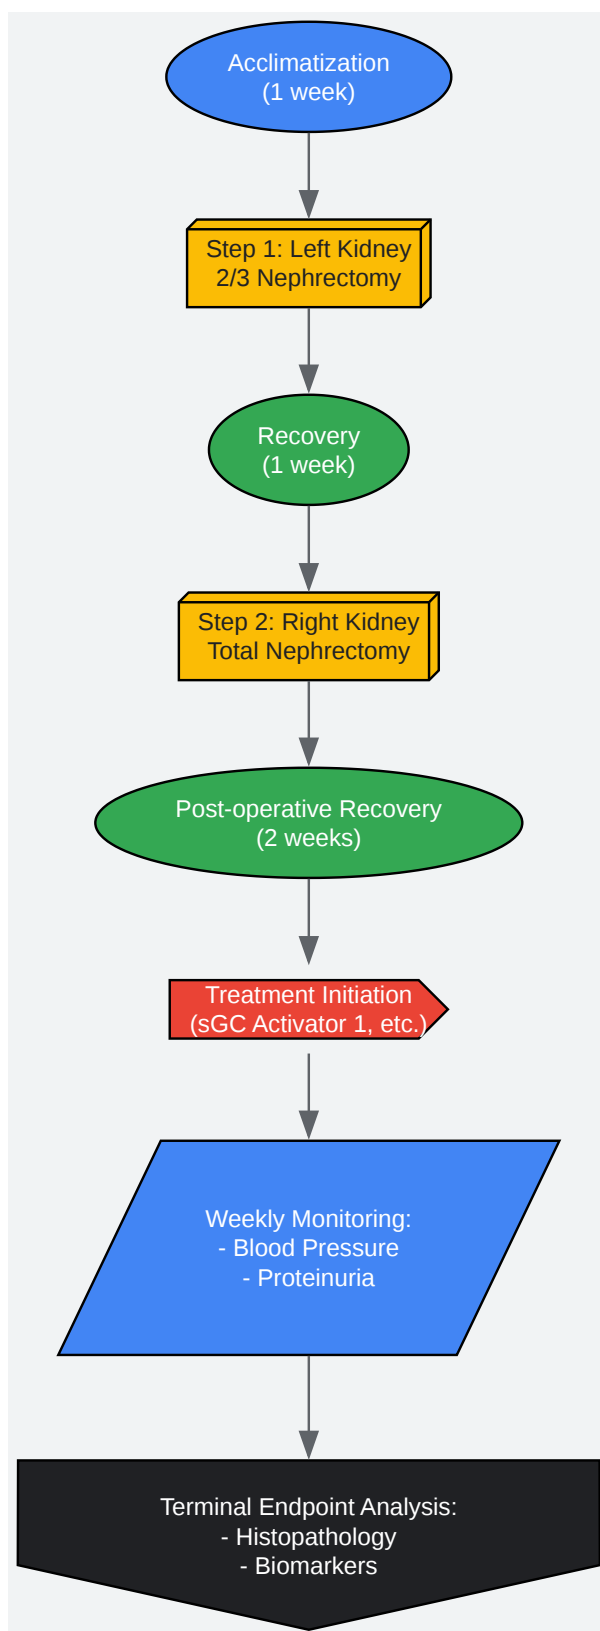 Acclimatization
(1 week)
Step 1: Left Kidney
2/3 Nephrectomy
Recovery
(1 week)
Step 2: Right Kidney
Total Nephrectomy
Post-operative Recovery
(2 weeks)
Treatment Initiation
(sGC Activator 1, etc.)
Weekly Monitoring:
- Blood Pressure
- Proteinuria
Terminal Endpoint Analysis:
- Histopathology
- Biomarkers